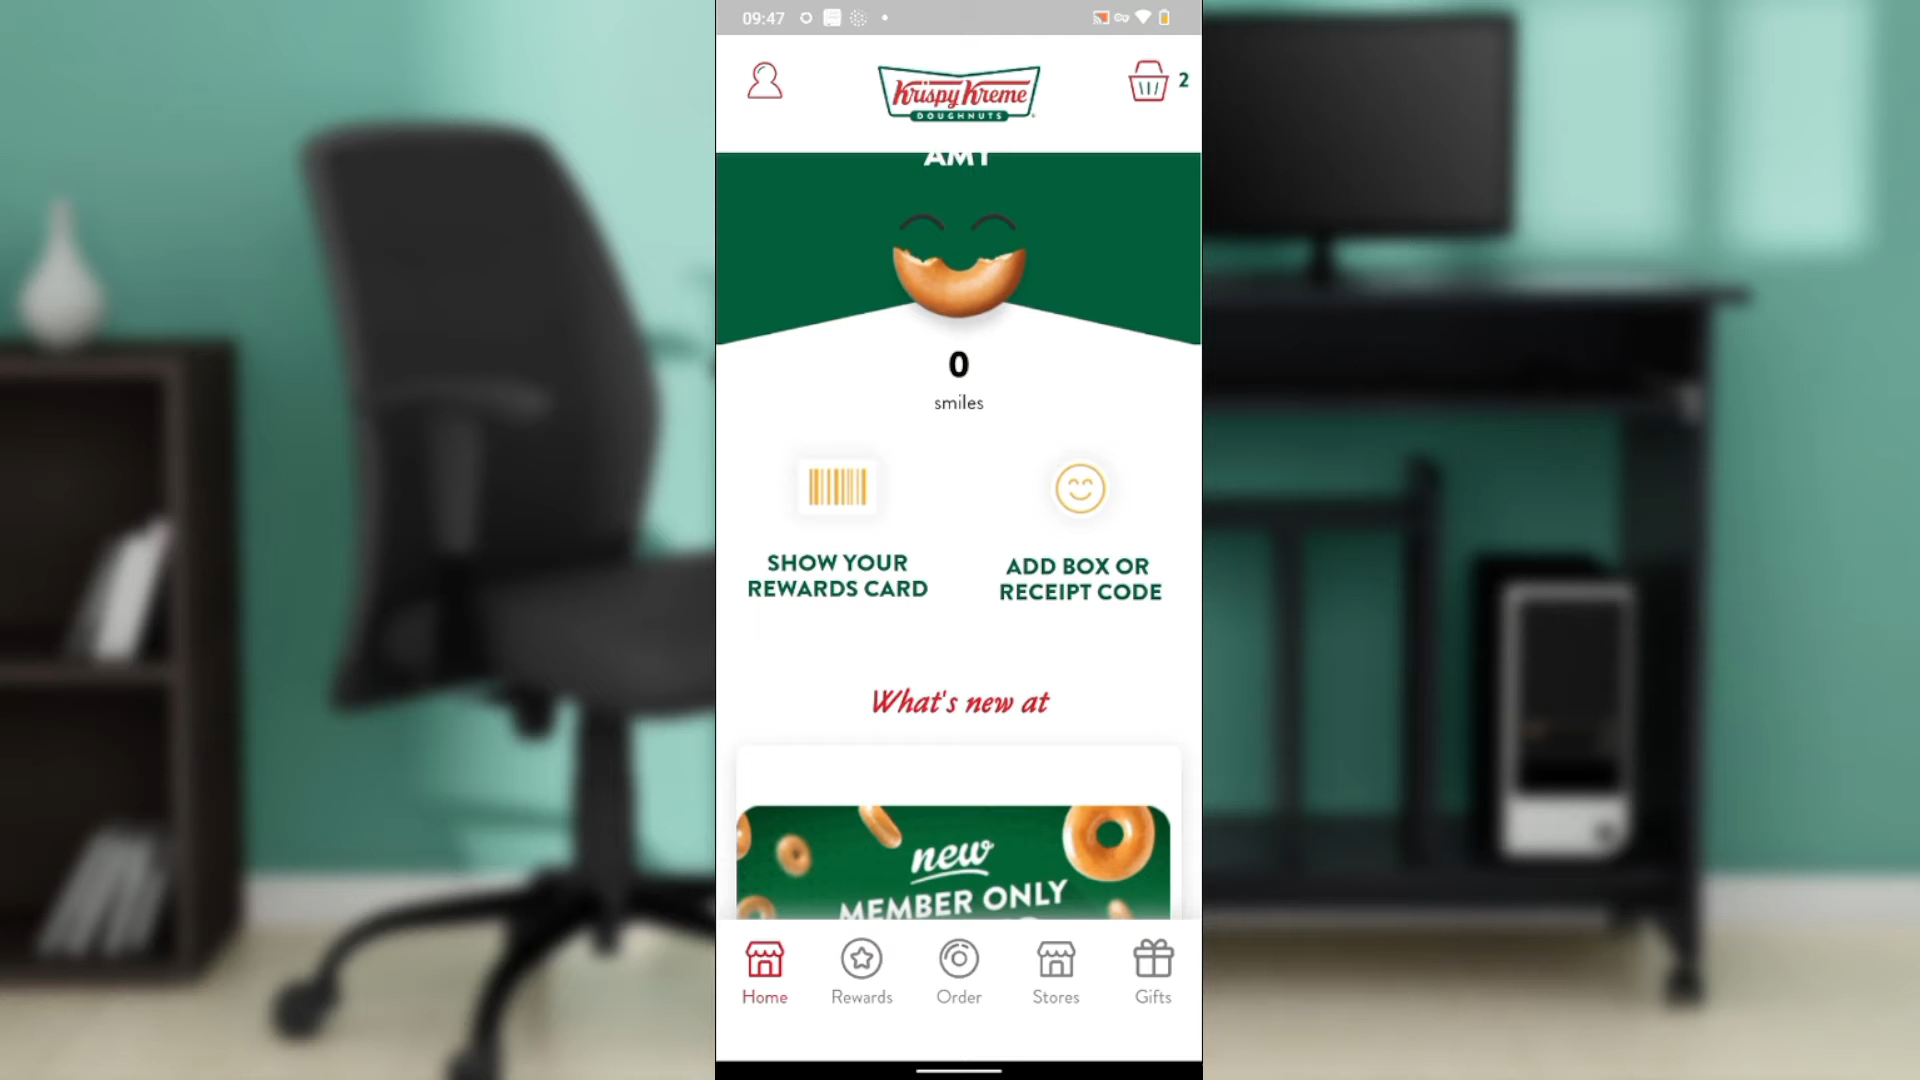 09:47
Krispy Kreme
DOUGHNUTS
2
AMY
0
smiles
SHOW YOUR
REWARDS CARD
ADD BOX OR
RECEIPT CODE
What's new at
new
MEMBER ONLY
Home
Rewards
Order
Stores
Gifts